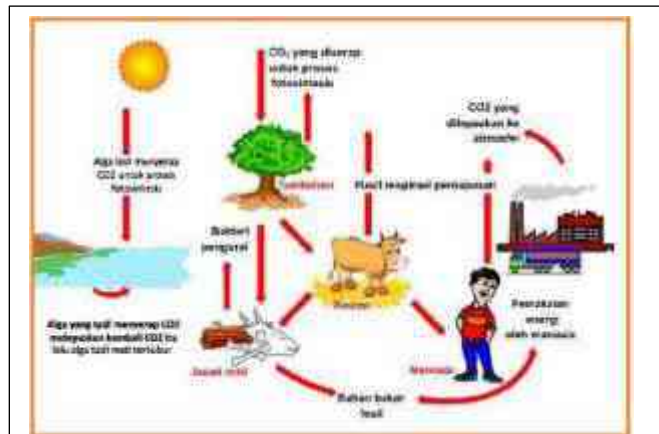 CO₂ yang diserap
untuk proses
fotosintesis
CO2 yang
dilepaskan ke
atmosfer
Alga laut menyerap
CO2 untuk proses
fotosintesis
Tumbuhan
Hasil respirasi pernapasan
Bakteri
pengurai
Hewan
Alga yang tadi menyerap CO2
melepaskan kembali CO2 itu
lalu alga tadi mati terkubur
Jasad mati
Manusia
Pemakaian
energi
oleh manusia
Bahan bakar
fosil